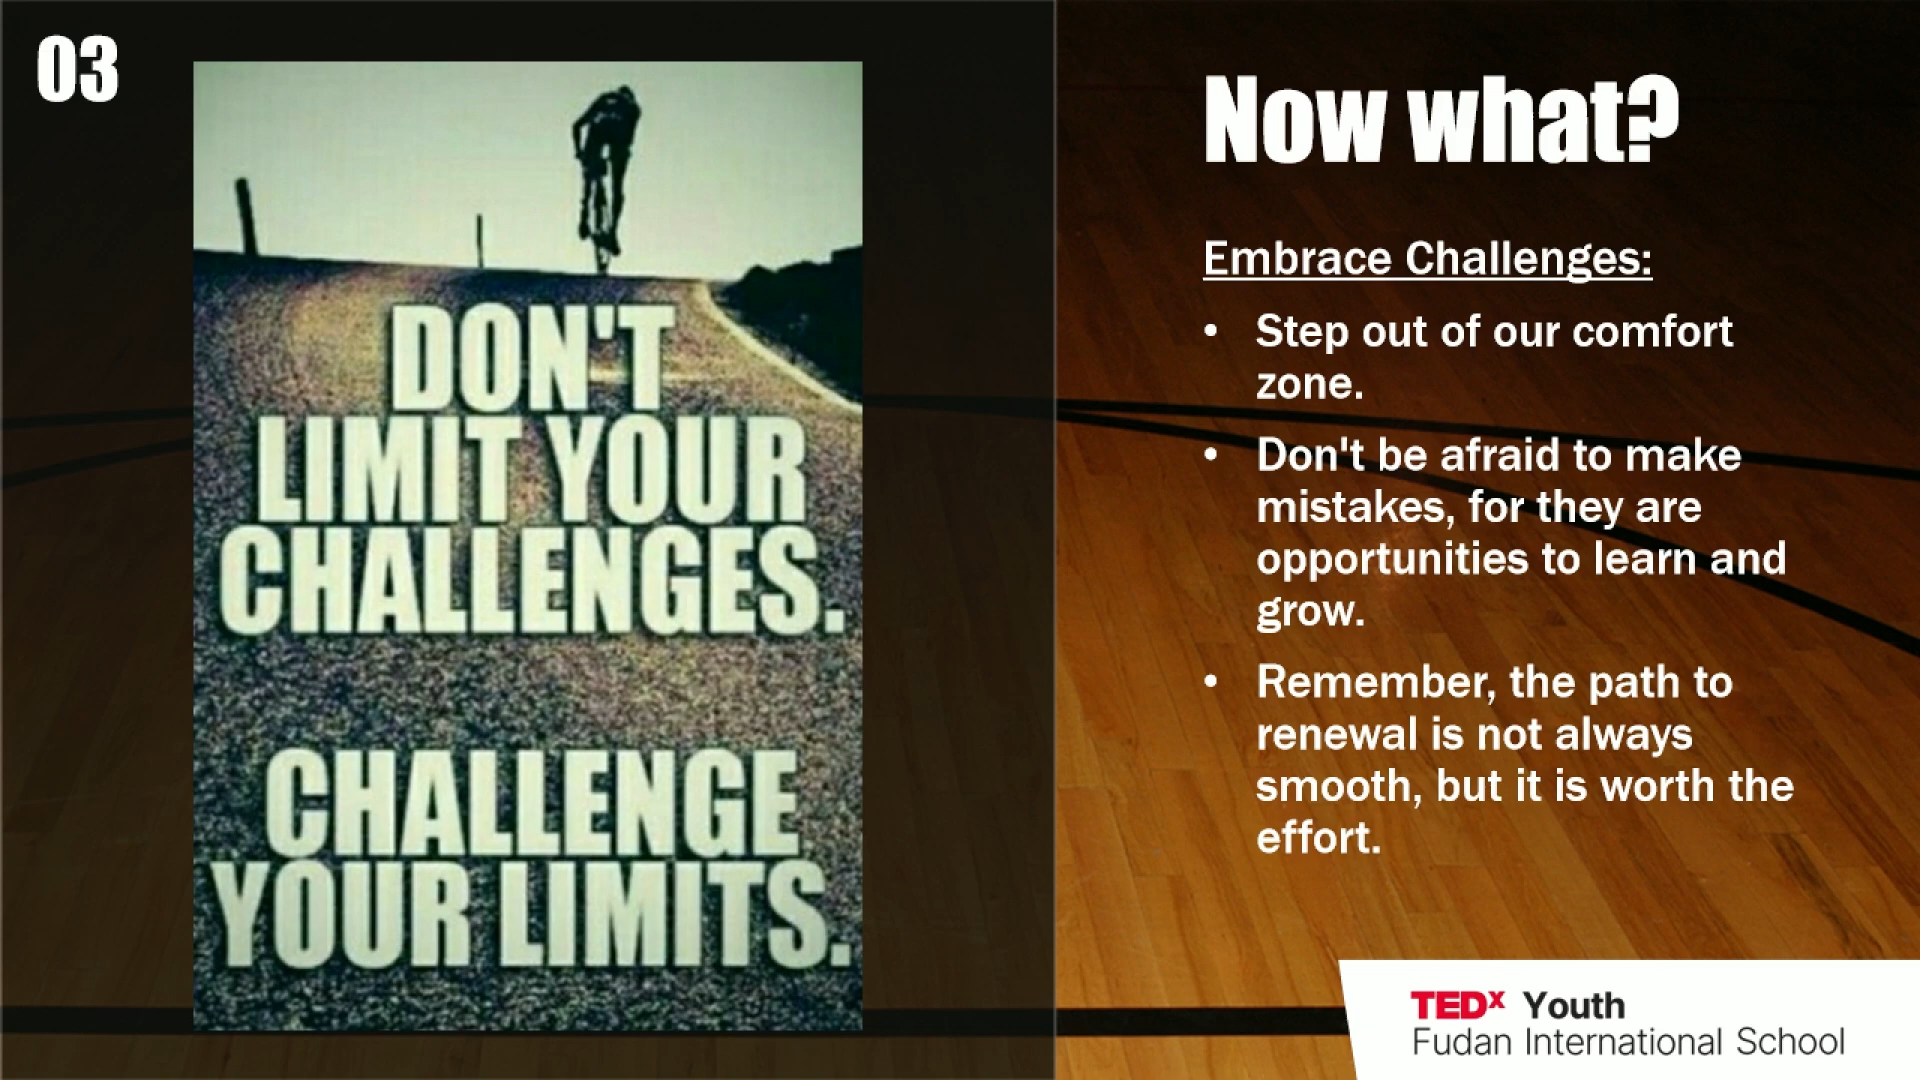 03
DON'T
LIMIT YOUR
CHALLENGES.
CHALLENGE
YOUR LIMITS.
Now what?
Embrace Challenges:
• Step out of our comfort
zone.
• Don't be afraid to make
mistakes, for they are
opportunities to learn and
grow.
• Remember, the path to
renewal is not always
smooth, but it is worth the
effort.
TEDx Youth
Fudan International School